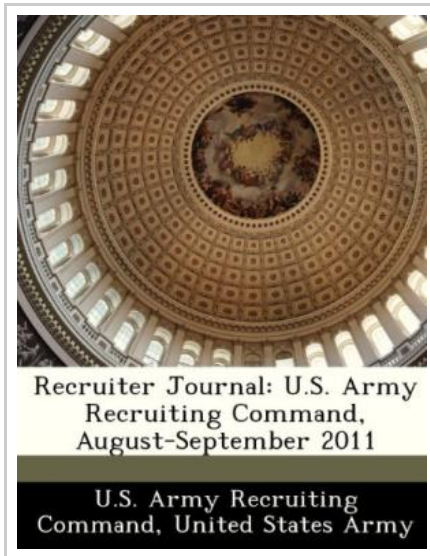 Recruiter Journal: U.S. Army
Recruiting Command,
August-September 2011
U.S. Army Recruiting
Command, United States Army